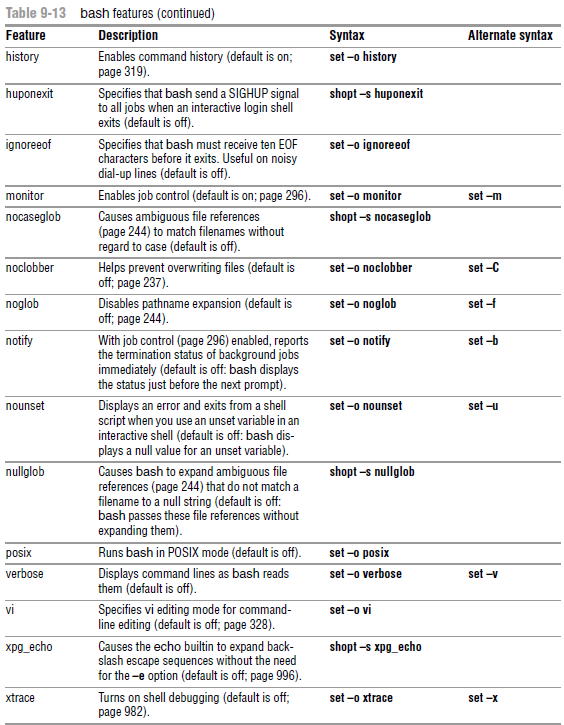 Table 9-13 bash features (continued)
Feature Description Syntax Alternate syntax
history Enables command history (default is on; set –o history
page 319).
huponexit Specifies that bash send a SIGHUP signal shopt –s huponexit
to all jobs when an interactive login shell
exits (default is off).
ignoreeof Specifies that bash must receive ten EOF set –o ignoreeof
characters before it exits. Useful on noisy
dial-up lines (default is off).
monitor Enables job control (default is on; page 296). set –o monitor set –m
nocaseglob Causes ambiguous file references shopt –s nocaseglob
(page 244) to match filenames without
regard to case (default is off).
noclobber Helps prevent overwriting files (default is set –o noclobber set –C
off; page 237).
noglob Disables pathname expansion (default is set –o noglob set –f
off; page 244).
notify With job control (page 296) enabled, reports set –o notify set –b
the termination status of background jobs
immediately (default is off: bash displays
the status just before the next prompt).
nounset Displays an error and exits from a shell set –o nounset set –u
script when you use an unset variable in an
interactive shell (default is off: bash dis-
plays a null value for an unset variable).
nullglob Causes bash to expand ambiguous file shopt –s nullglob
references (page 244) that do not match a
filename to a null string (default is off:
bash passes these file references without
expanding them).
posix Runs bash in POSIX mode (default is off). set –o posix
verbose Displays command lines as bash reads set –o verbose set –v
them (default is off).
vi Specifies vi editing mode for command- set –o vi
line editing (default is off; page 328).
xpg_echo Causes the echo builtin to expand back- shopt –s xpg_echo
slash escape sequences without the need
for the –e option (default is off; page 996).
xtrace Turns on shell debugging (default is off; set –o xtrace set –x
page 982).